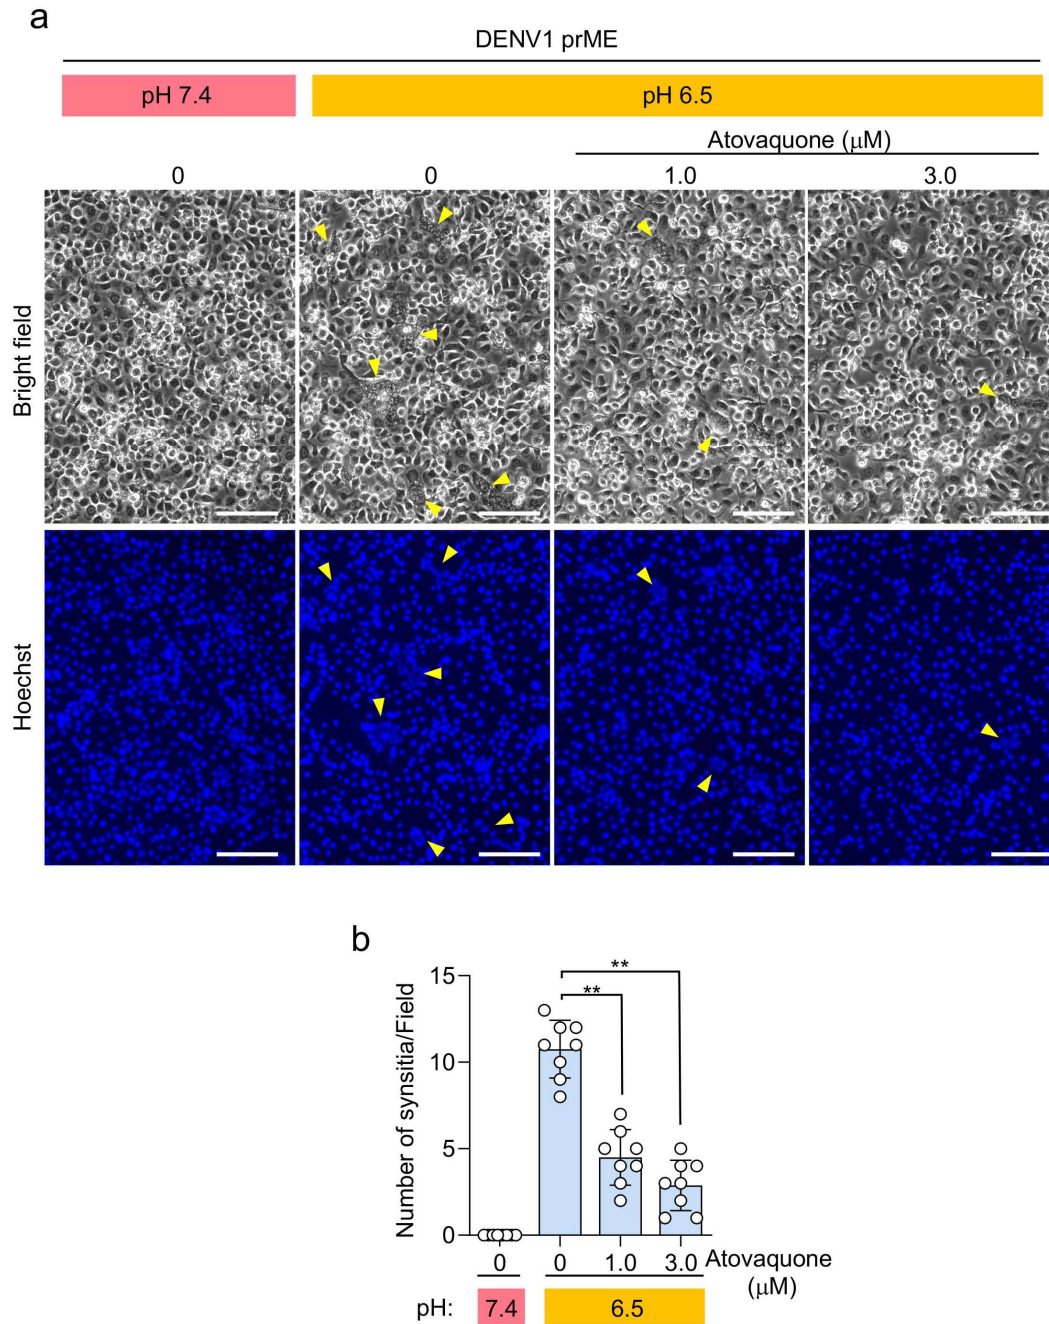 a
DENV1 prME
pH 7.4
pH 6.5
Atovaquone (μM)
0
0
1.0
3.0
Bright field
Hoechst
b
Number of synsitia/Field
15
10
5
0
**
**
0
0
1.0
3.0
Atovaquone
(μM)
pH:
7.4
6.5